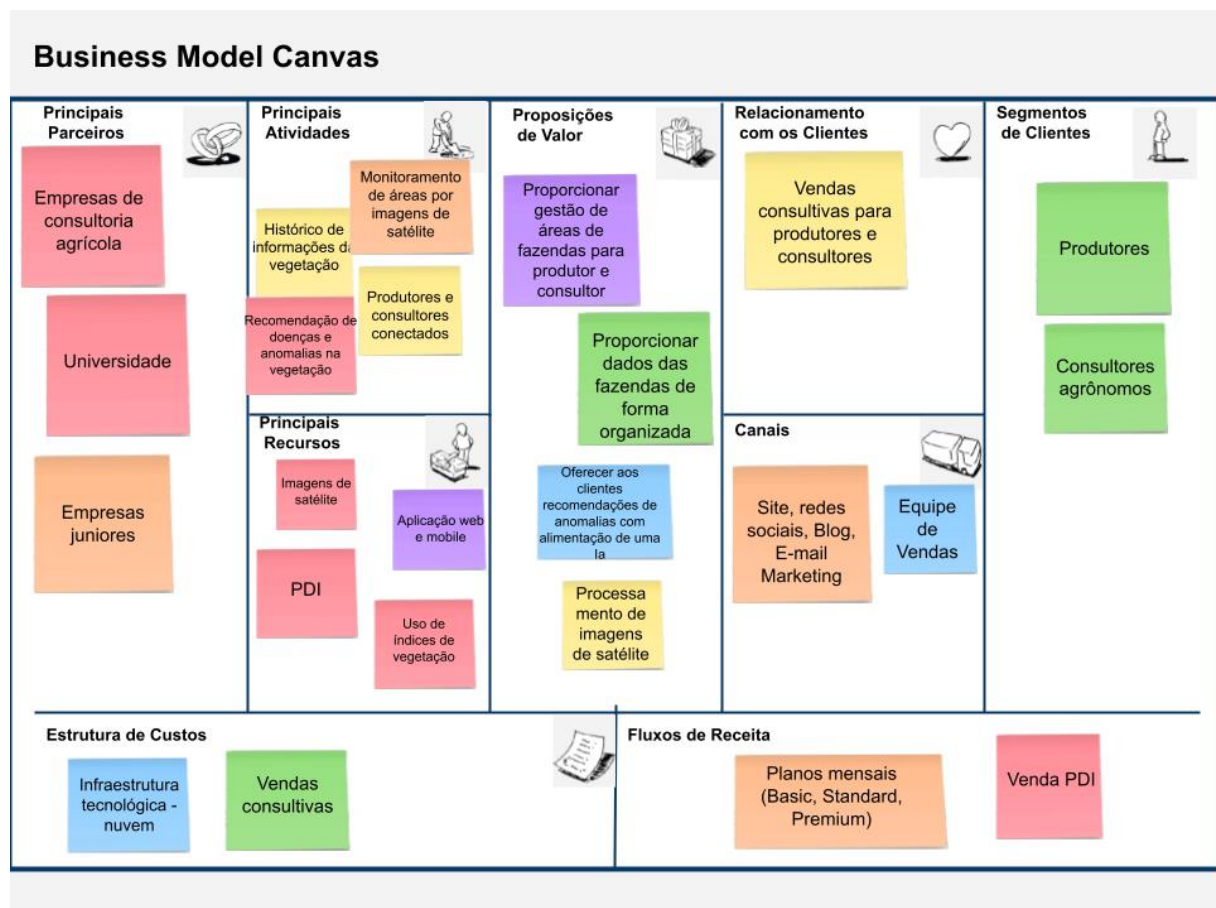 Business Model Canvas
Principais
Parceiros
Empresas de
consultoria
agrícola
Universidade
Empresas
juniores
Principais
Atividades
Monitoramento
de áreas por
imagens de
satélite
Histórico de
informações da
vegetação
Produtores e
consultores
conectados
Recomendação de
doenças e
anomalias na
vegetação
Principais
Recursos
Imagens de
satélite
Aplicação web
e mobile
PDI
Uso de
índices de
vegetação
Proposições
de Valor
Proporcionar
gestão de
áreas de
fazendas para
produtor e
consultor
Proporcionar
dados das
fazendas de
forma
organizada
Oferecer aos
clientes
recomendações de
anomalias com
alimentação de uma
Ia
Processa
mento de
imagens
de satélite
Relacionamento
com os Clientes
Vendas
consultivas para
produtores e
consultores
Canais
Site, redes
sociais, Blog,
E-mail
Marketing
Equipe
de
Vendas
Segmentos
de Clientes
Produtores
Consultores
agrônomos
Estrutura de Custos
Infraestrutura
tecnológica -
nuvem
Vendas
consultivas
Fluxos de Receita
Planos mensais
(Basic, Standard,
Premium)
Venda PDI